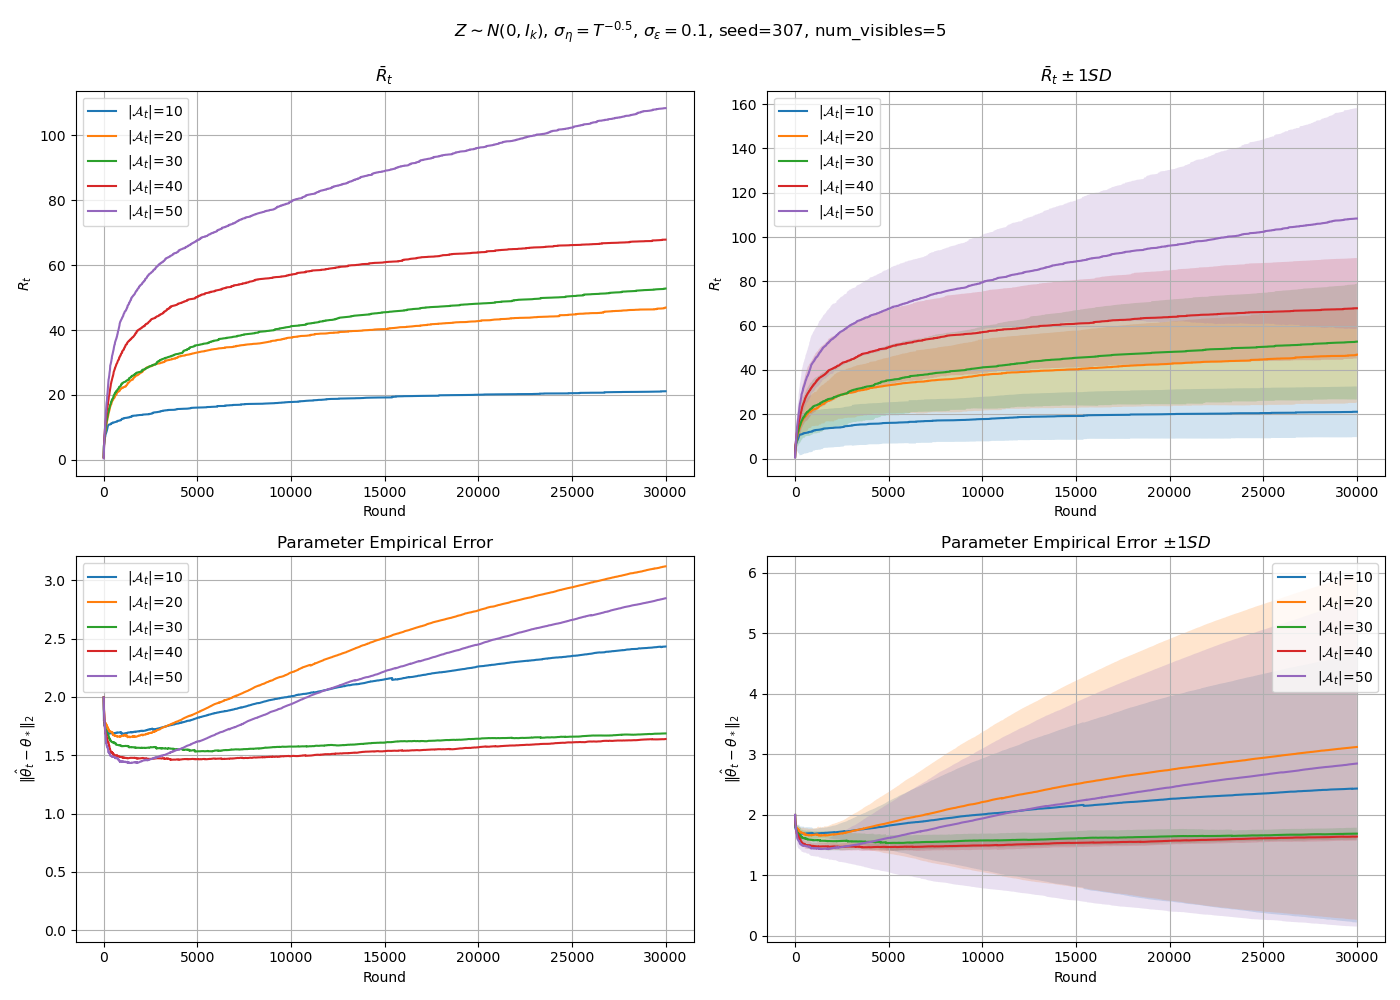 Z ~ N(0, I_k), σ_η = T^{-0.5}, σ_ε = 0.1, seed=307, num_visibles=5
R̄_t
R_t
|𝒜_t|=10
|𝒜_t|=20
|𝒜_t|=30
|𝒜_t|=40
|𝒜_t|=50
100
80
60
40
20
0
0 5000 10000 15000 20000 25000 30000
Round
R̄_t ± 1SD
R_t
|𝒜_t|=10
|𝒜_t|=20
|𝒜_t|=30
|𝒜_t|=40
|𝒜_t|=50
160
140
120
100
80
60
40
20
0
0 5000 10000 15000 20000 25000 30000
Round
Parameter Empirical Error
‖θ̂_t − θ_*‖_2
|𝒜_t|=10
|𝒜_t|=20
|𝒜_t|=30
|𝒜_t|=40
|𝒜_t|=50
3.0
2.5
2.0
1.5
1.0
0.5
0.0
0 5000 10000 15000 20000 25000 30000
Round
Parameter Empirical Error ±1SD
‖θ̂_t − θ_*‖_2
|𝒜_t|=10
|𝒜_t|=20
|𝒜_t|=30
|𝒜_t|=40
|𝒜_t|=50
6
5
4
3
2
1
0
0 5000 10000 15000 20000 25000 30000
Round